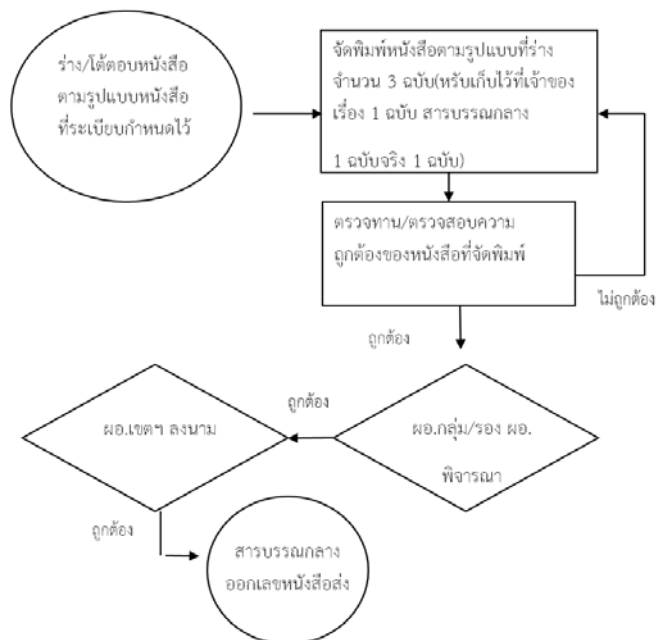 ร่าง/โต้ตอบหนังสือ
ตามรูปแบบหนังสือ
ที่ระเบียบกำหนดไว้
จัดพิมพ์หนังสือตามรูปแบบที่ร่าง
จำนวน 3 ฉบับ(หรับเก็บไว้ที่เจ้าของ
เรื่อง 1 ฉบับ สารบรรณกลาง
1 ฉบับจริง 1 ฉบับ)
ตรวจทาน/ตรวจสอบความ
ถูกต้องของหนังสือที่จัดพิมพ์
ไม่ถูกต้อง
ถูกต้อง
ผอ.กลุ่ม/รอง ผอ.
พิจารณา
ถูกต้อง
ผอ.เขตฯ ลงนาม
ถูกต้อง
สารบรรณกลาง
ออกเลขหนังสือส่ง